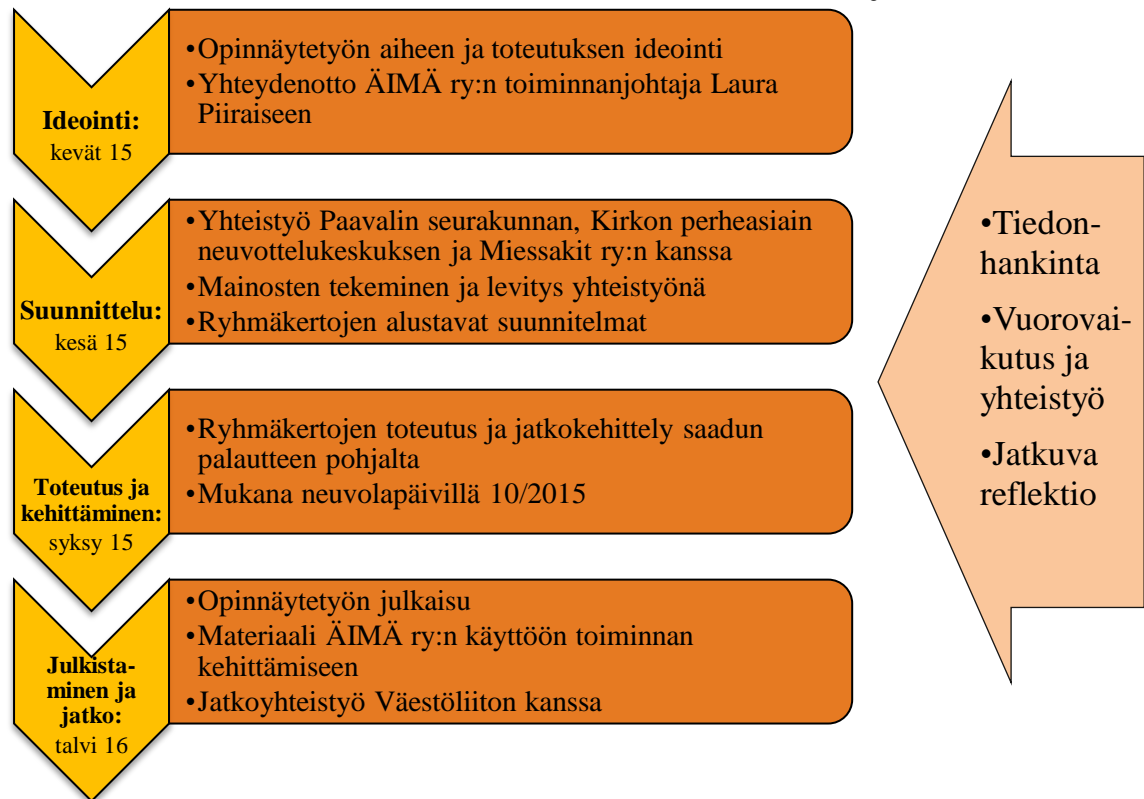 Ideointi:
kevät 15
•Opinnäytetyön aiheen ja toteutuksen ideointi
•Yhteydenotto ÄIMÄ ry:n toiminnanjohtaja Laura
Piiraiseen
Suunnittelu:
kesä 15
•Yhteistyö Paavalin seurakunnan, Kirkon perheasiain
neuvottelukeskuksen ja Miessakit ry:n kanssa
•Mainosten tekeminen ja levitys yhteistyönä
•Ryhmäkertojen alustavat suunnitelmat
Toteutus ja
kehittäminen:
syksy 15
•Ryhmäkertojen toteutus ja jatkokehittely saadun
palautteen pohjalta
•Mukana neuvolapäivillä 10/2015
Julkista-
minen ja
jatko:
talvi 16
•Opinnäytetyön julkaisu
•Materiaali ÄIMÄ ry:n käyttöön toiminnan
kehittämiseen
•Jatkoyhteistyö Väestöliiton kanssa
•Tiedon-
hankinta
•Vuorovai-
kutus ja
yhteistyö
•Jatkuva
reflektio